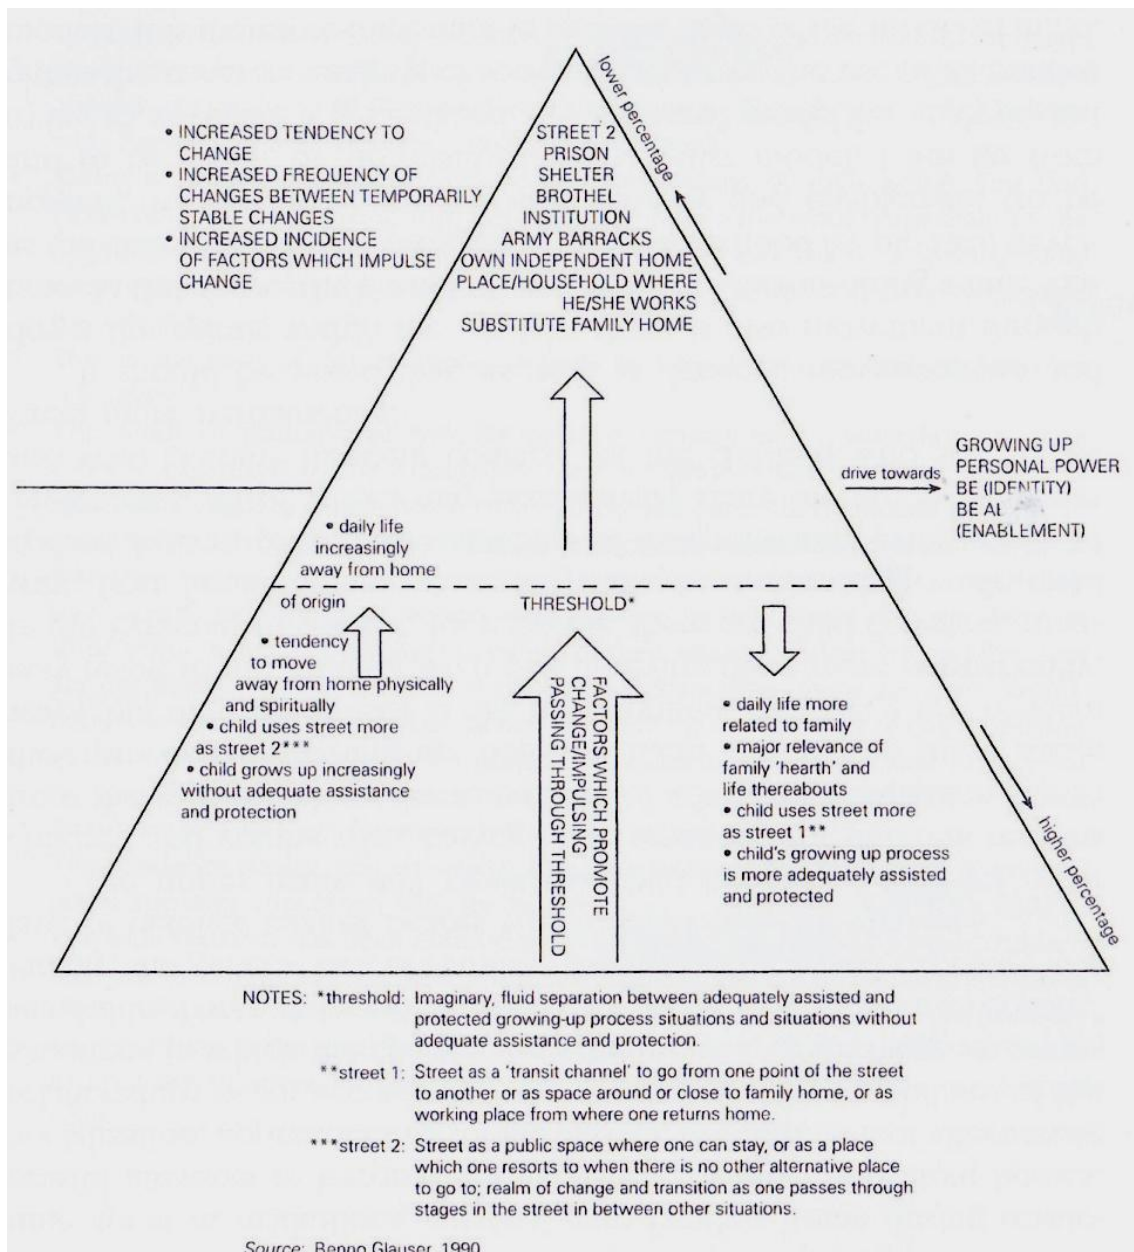 lower percentage
• INCREASED TENDENCY TO
CHANGE
• INCREASED FREQUENCY OF
CHANGES BETWEEN TEMPORARILY
STABLE CHANGES
• INCREASED INCIDENCE
OF FACTORS WHICH IMPULSE
CHANGE
STREET 2
PRISON
SHELTER
BROTHEL
INSTITUTION
ARMY BARRACKS
OWN INDEPENDENT HOME
PLACE/HOUSEHOLD WHERE
HE/SHE WORKS
SUBSTITUTE FAMILY HOME
drive towards
GROWING UP
PERSONAL POWER
BE (IDENTITY)
BE
(ENABLEMENT)
• daily life
increasingly
away from home
of origin
THRESHOLD*
• tendency
to move
away from home physically
and spiritually
• child uses street more
as street 2***
• child grows up increasingly
without adequate assistance
and protection
FACTORS WHICH PROMOTE
CHANGE/IMPULSING
PASSING THROUGH THRESHOLD
• daily life more
related to family
• major relevance of
family 'hearth' and
life thereabouts
• child uses street more
as street 1**
• child's growing up process
is more adequately assisted
and protected
higher percentage
NOTES: *threshold: Imaginary, fluid separation between adequately assisted and
protected growing-up process situations and situations without
adequate assistance and protection.
**street 1: Street as a 'transit channel' to go from one point of the street
to another or as space around or close to family home, or as
working place from where one returns home.
***street 2: Street as a public space where one can stay, or as a place
which one resorts to when there is no other alternative place
to go to; realm of change and transition as one passes through
stages in the street in between other situations.
Source: Benno Glauser, 1990